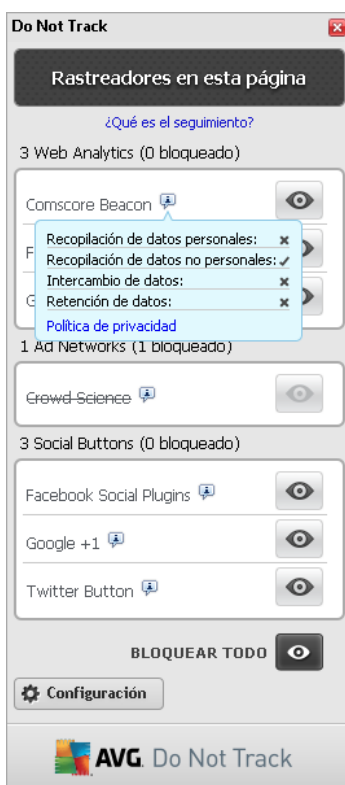 Do Not Track
Rastreadores en esta página
¿Qué es el seguimiento?
3 Web Analytics (0 bloqueado)
Comscore Beacon
Recopilación de datos personales:
Recopilación de datos no personales:
Intercambio de datos:
Retención de datos:
Política de privacidad
F
G
1 Ad Networks (1 bloqueado)
Crowd Science
3 Social Buttons (0 bloqueado)
Facebook Social Plugins
Google +1
Twitter Button
BLOQUEAR TODO
Configuración
AVG. Do Not Track